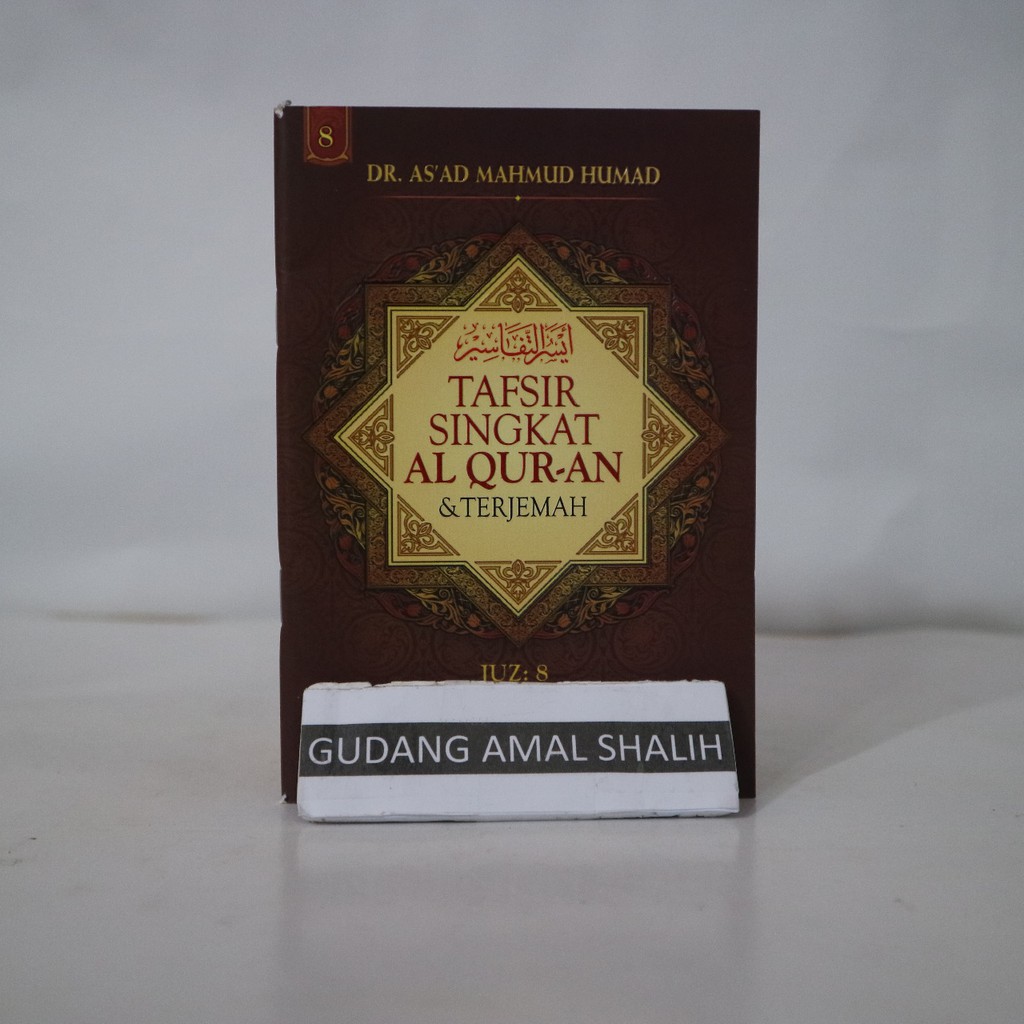 8
DR. AS'AD MAHMUD HUMAD
أيسر التفاسير
TAFSIR
SINGKAT
AL QUR-AN
&TERJEMAH
JUZ: 8
GUDANG AMAL SHALIH